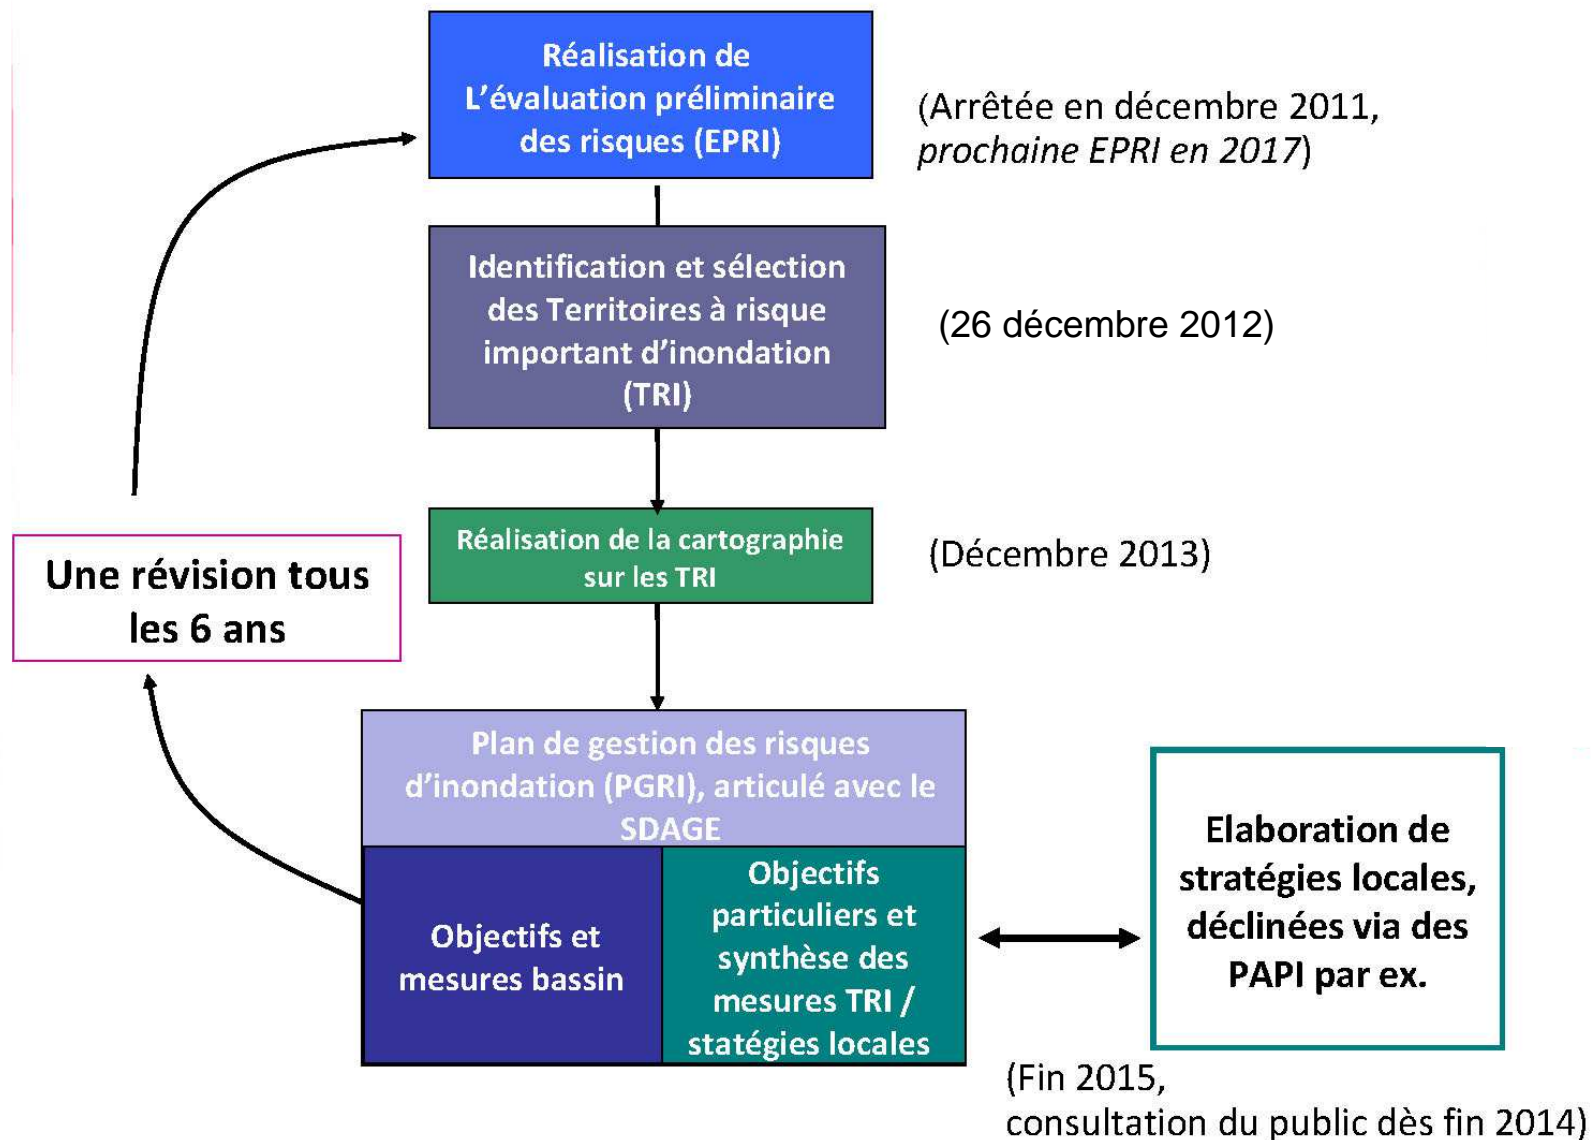 Réalisation de
L'évaluation préliminaire
des risques (EPRI)
(Arrêtée en décembre 2011,
prochaine EPRI en 2017)
Identification et sélection
des Territoires à risque
important d'inondation
(TRI)
(26 décembre 2012)
Réalisation de la cartographie
sur les TRI
(Décembre 2013)
Une révision tous
les 6 ans
Plan de gestion des risques
d'inondation (PGRI), articulé avec le
SDAGE
Objectifs et
mesures bassin
Objectifs
particuliers et
synthèse des
mesures TRI /
statégies locales
Elaboration de
stratégies locales,
déclinées via des
PAPI par ex.
(Fin 2015,
consultation du public dès fin 2014)